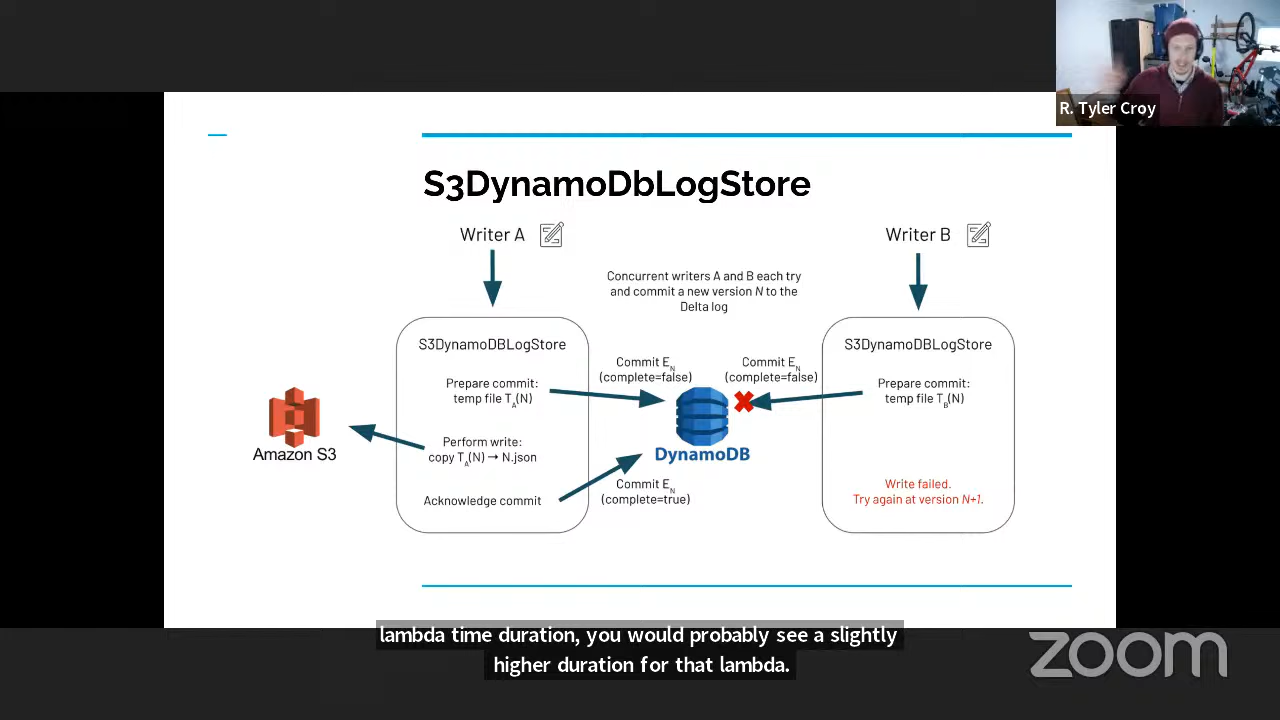 R. Tyler Croy
S3DynamoDbLogStore
Writer A
Writer B
Concurrent writers A and B each try
and commit a new version N to the
Delta log
S3DynamoDBLogStore
Prepare commit:
temp file T_A(N)
Perform write:
copy T_A(N) → N.json
Acknowledge commit
Commit E_N
(complete=false)
Commit E_N
(complete=false)
Commit E_N
(complete=true)
Amazon S3
DynamoDB
S3DynamoDBLogStore
Prepare commit:
temp file T_B(N)
Write failed.
Try again at version N+1.
lambda time duration, you would probably see a slightly
higher duration for that lambda.
zoom